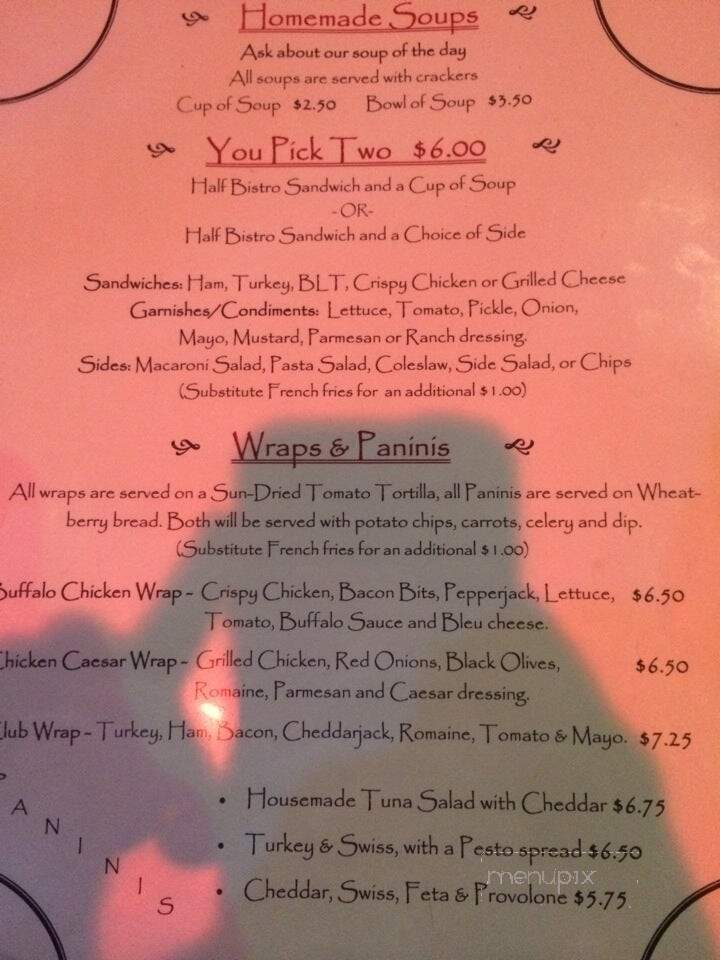 Homemade Soups
Ask about our soup of the day
All soups are served with crackers
Cup of Soup $2.50 Bowl of Soup $3.50
You Pick Two $6.00
Half Bistro Sandwich and a Cup of Soup
-OR-
Half Bistro Sandwich and a Choice of Side
Sandwiches: Ham, Turkey, BLT, Crispy Chicken or Grilled Cheese
Garnishes/Condiments: Lettuce, Tomato, Pickle, Onion,
Mayo, Mustard, Parmesan or Ranch dressing.
Sides: Macaroni Salad, Pasta Salad, Coleslaw, Side Salad, or Chips
(Substitute French fries for an additional $1.00)
Wraps & Paninis
All wraps are served on a Sun-Dried Tomato Tortilla, all Paninis are served on Wheat-
berry bread. Both will be served with potato chips, carrots, celery and dip.
(Substitute French fries for an additional $1.00)
Buffalo Chicken Wrap - Crispy Chicken, Bacon Bits, Pepperjack, Lettuce, $6.50
Tomato, Buffalo Sauce and Bleu cheese.
Chicken Caesar Wrap - Grilled Chicken, Red Onions, Black Olives, $6.50
Romaine, Parmesan and Caesar dressing.
Club Wrap - Turkey, Ham, Bacon, Cheddarjack, Romaine, Tomato & Mayo. $7.25
PANINIS
• Housemade Tuna Salad with Cheddar $6.75
• Turkey & Swiss, with a Pesto spread $6.50
• Cheddar, Swiss, Feta & Provolone $5.75
menupix